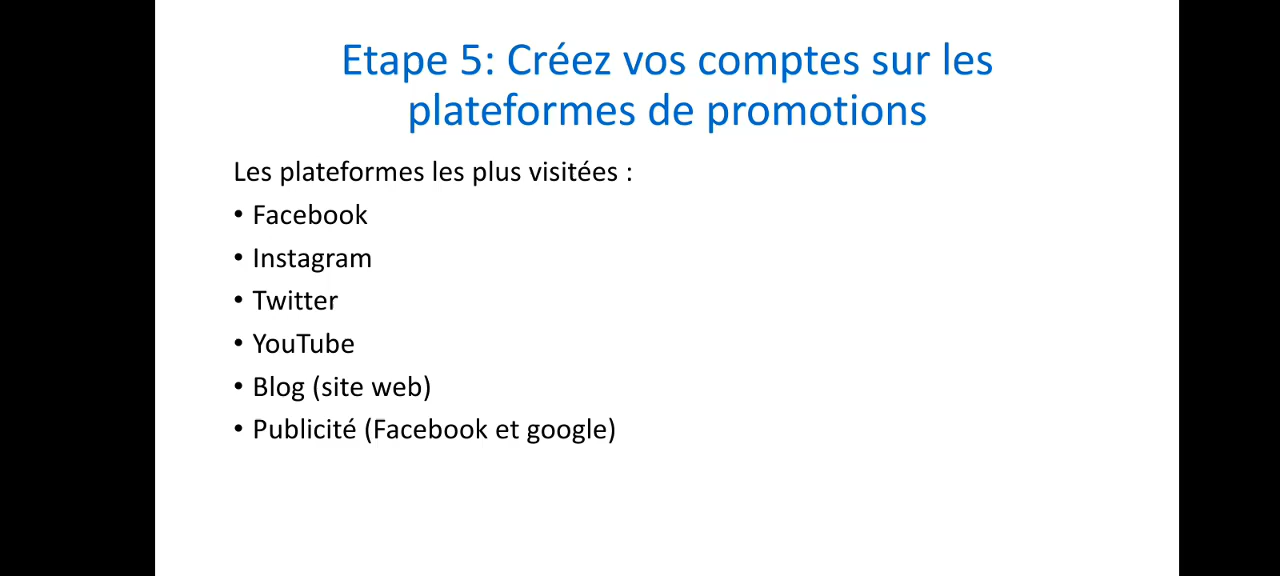 Etape 5: Créez vos comptes sur les
plateformes de promotions
Les plateformes les plus visitées :
• Facebook
• Instagram
• Twitter
• YouTube
• Blog (site web)
• Publicité (Facebook et google)